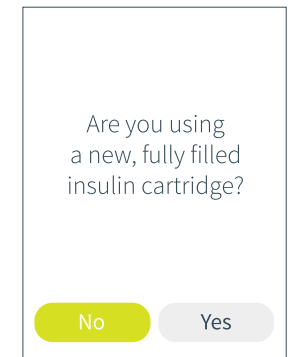 Are you using
a new, fully filled
insulin cartridge?
No Yes